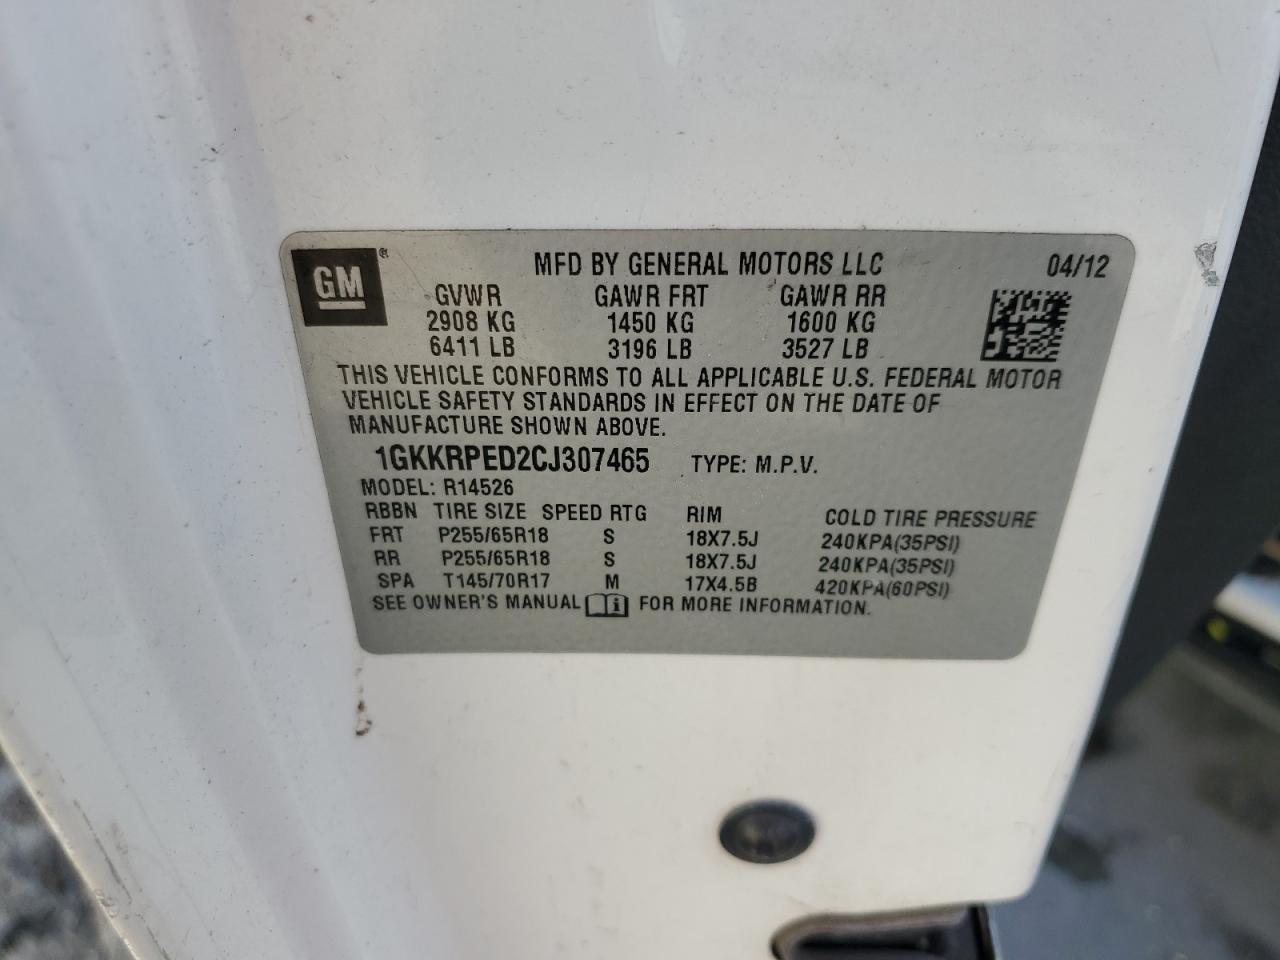 GM ® MFD BY GENERAL MOTORS LLC 04/12
GVWR GAWR FRT GAWR RR
2908 KG 1450 KG 1600 KG
6411 LB 3196 LB 3527 LB
THIS VEHICLE CONFORMS TO ALL APPLICABLE U.S. FEDERAL MOTOR
VEHICLE SAFETY STANDARDS IN EFFECT ON THE DATE OF
MANUFACTURE SHOWN ABOVE.
1GKKRPED2CJ307465 TYPE: M.P.V.
MODEL: R14526
RBBN TIRE SIZE SPEED RTG RIM COLD TIRE PRESSURE
FRT P255/65R18 S 18X7.5J 240KPA(35PSI)
RR P255/65R18 S 18X7.5J 240KPA(35PSI)
SPA T145/70R17 M 17X4.5B 420KPA(60PSI)
SEE OWNER'S MANUAL i FOR MORE INFORMATION.